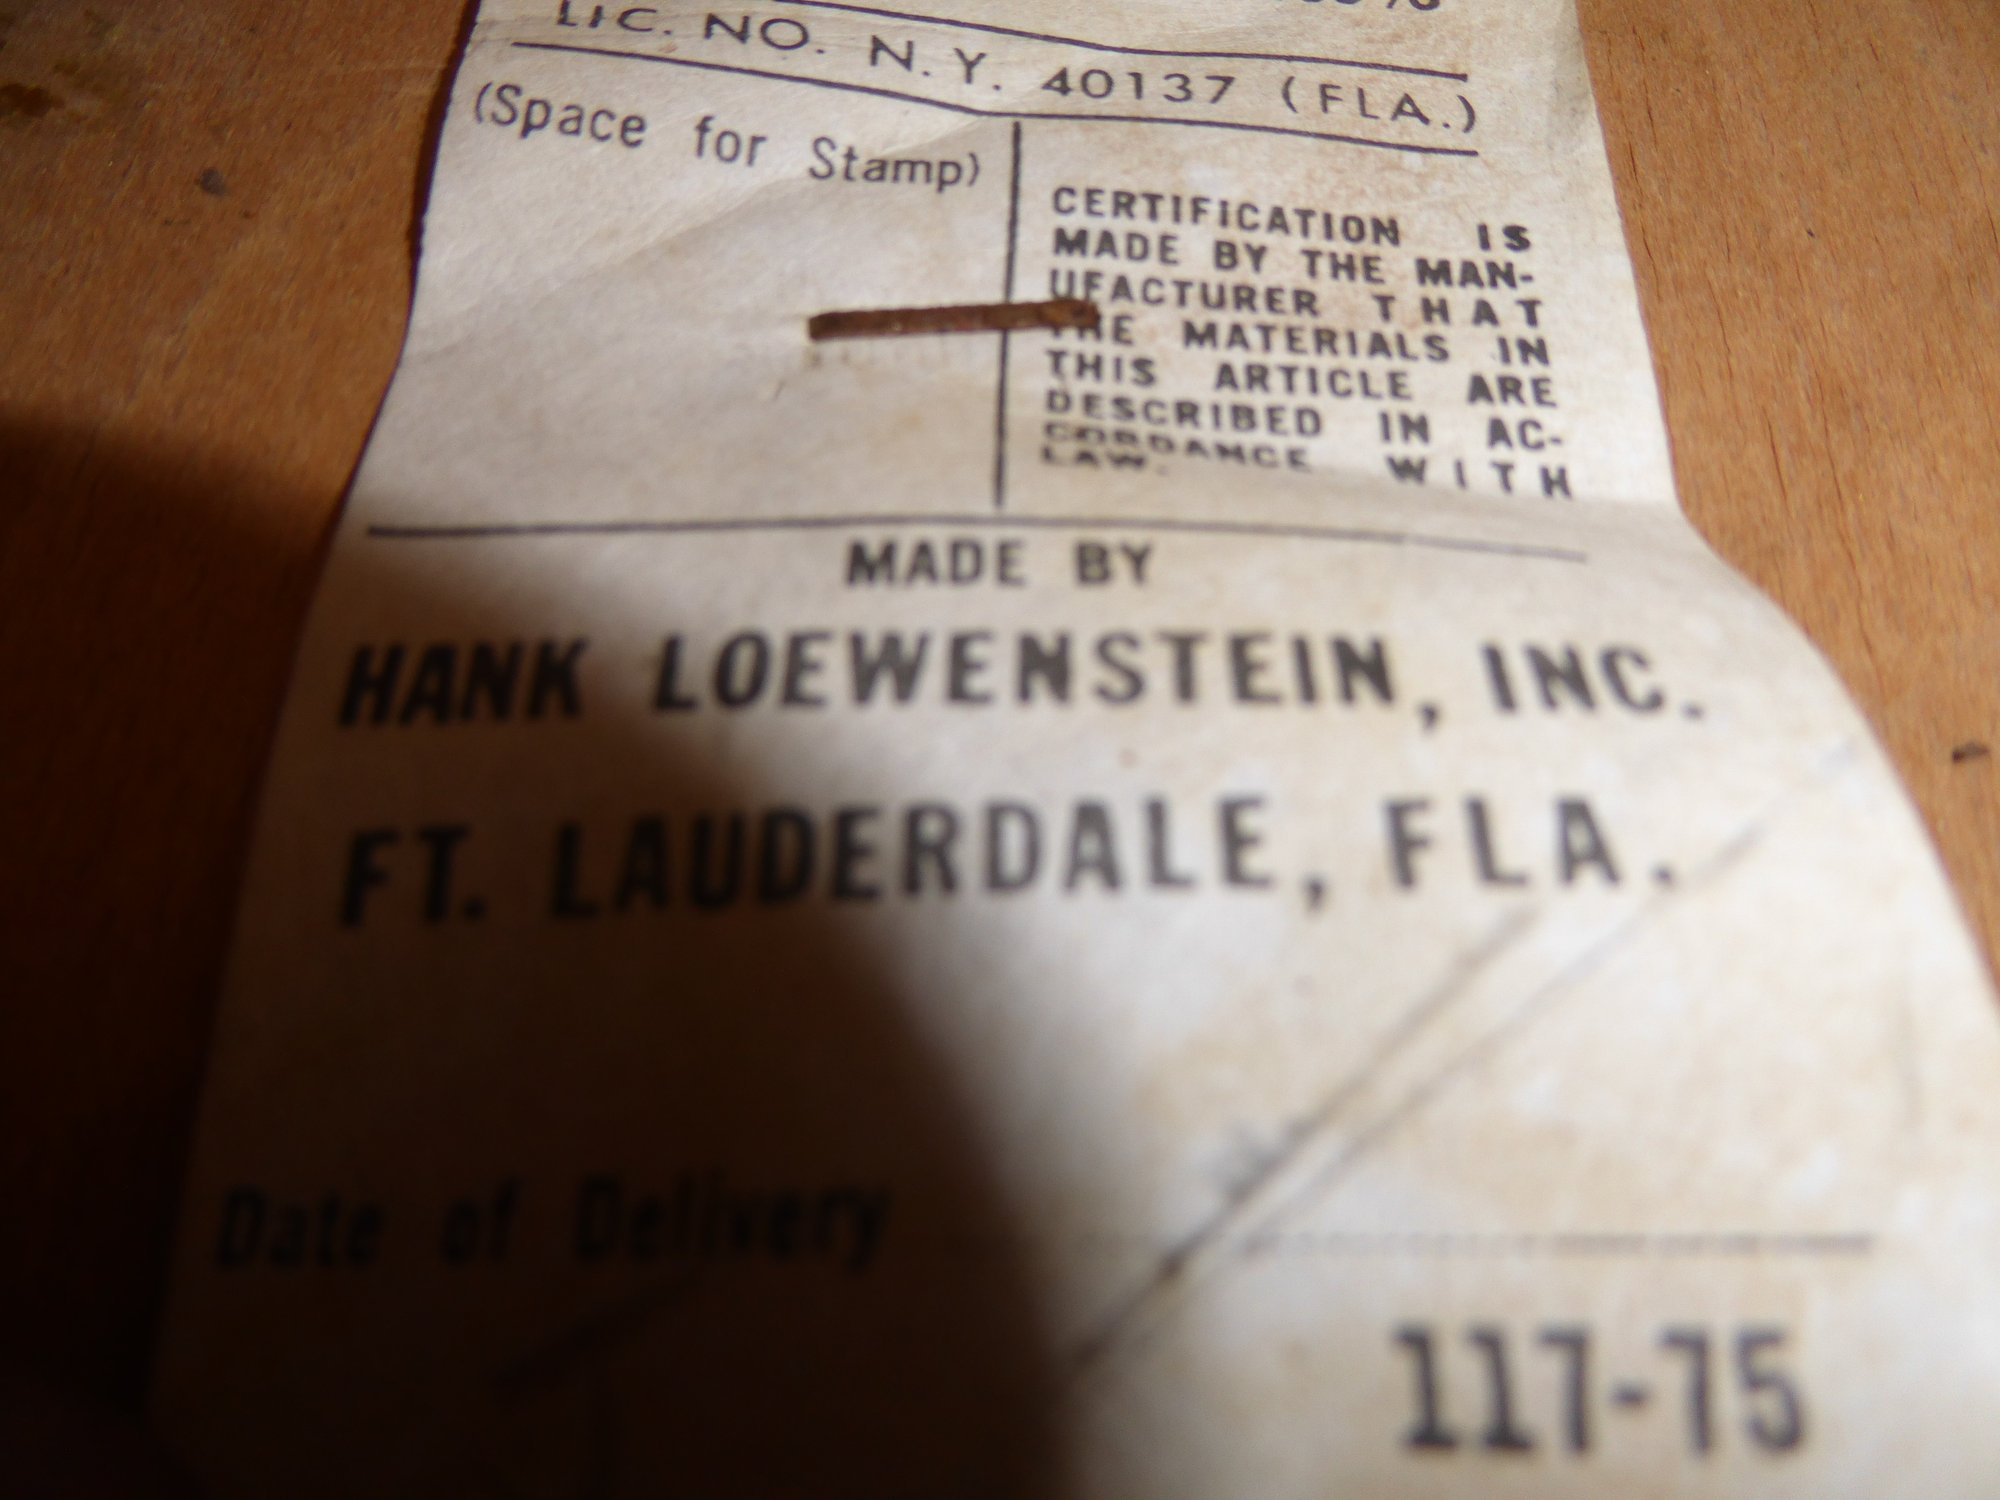 LIC. NO. N.Y. 40137 (FLA.)
(Space for Stamp)
CERTIFICATION IS
MADE BY THE MAN-
UFACTURER THAT
THE MATERIALS IN
THIS ARTICLE ARE
DESCRIBED IN AC-
CORDANCE WITH
LAW.
MADE BY
HANK LOEWENSTEIN, INC.
FT. LAUDERDALE, FLA.
Date of Delivery
117-75